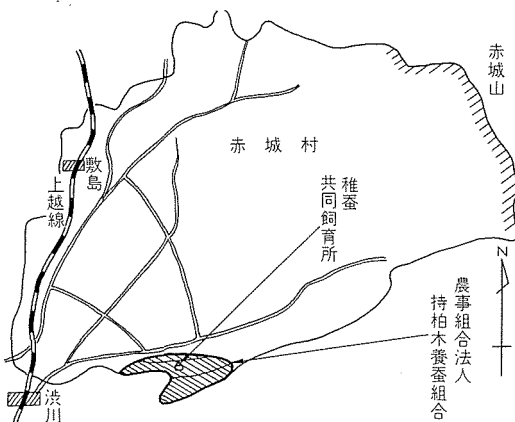 赤城山
赤城村
稚蚕
共同飼育所
敷島
上越線
N
農事組合法人
持柏木養蚕組合
渋川